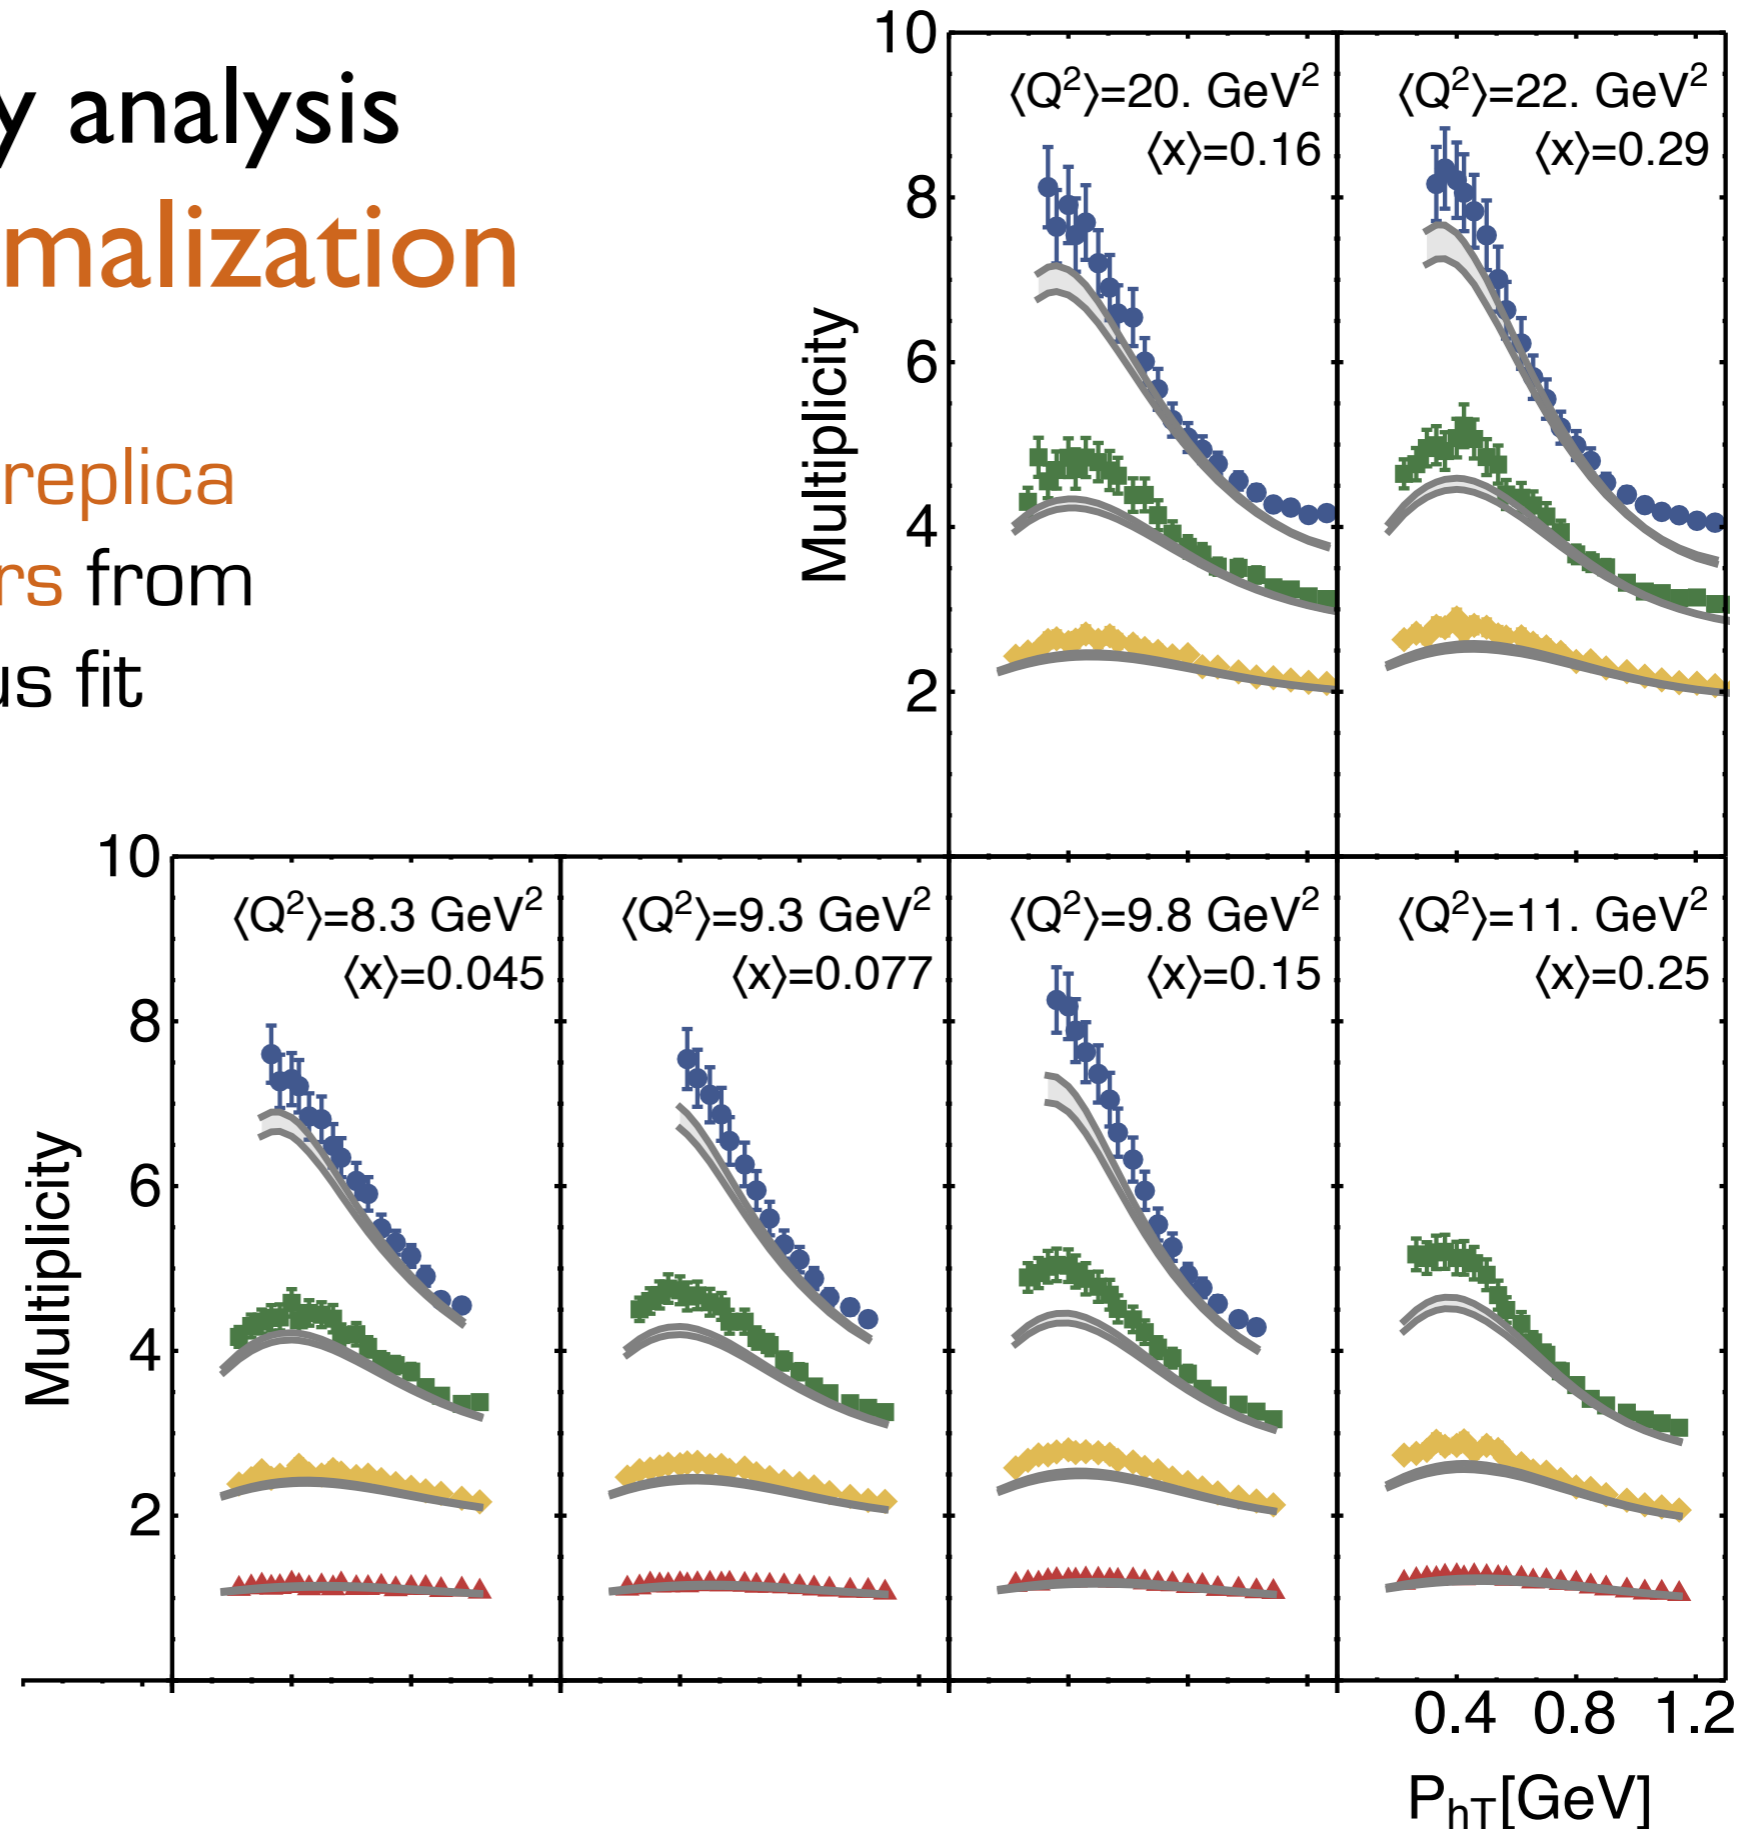 y analysis
malization
replica
rs from
us fit
10
8
6
4
2
Multiplicity
⟨Q²⟩=20. GeV²
⟨x⟩=0.16
⟨Q²⟩=22. GeV²
⟨x⟩=0.29
10
8
6
4
2
Multiplicity
⟨Q²⟩=8.3 GeV²
⟨x⟩=0.045
⟨Q²⟩=9.3 GeV²
⟨x⟩=0.077
⟨Q²⟩=9.8 GeV²
⟨x⟩=0.15
⟨Q²⟩=11. GeV²
⟨x⟩=0.25
0.4 0.8 1.2
PhT[GeV]